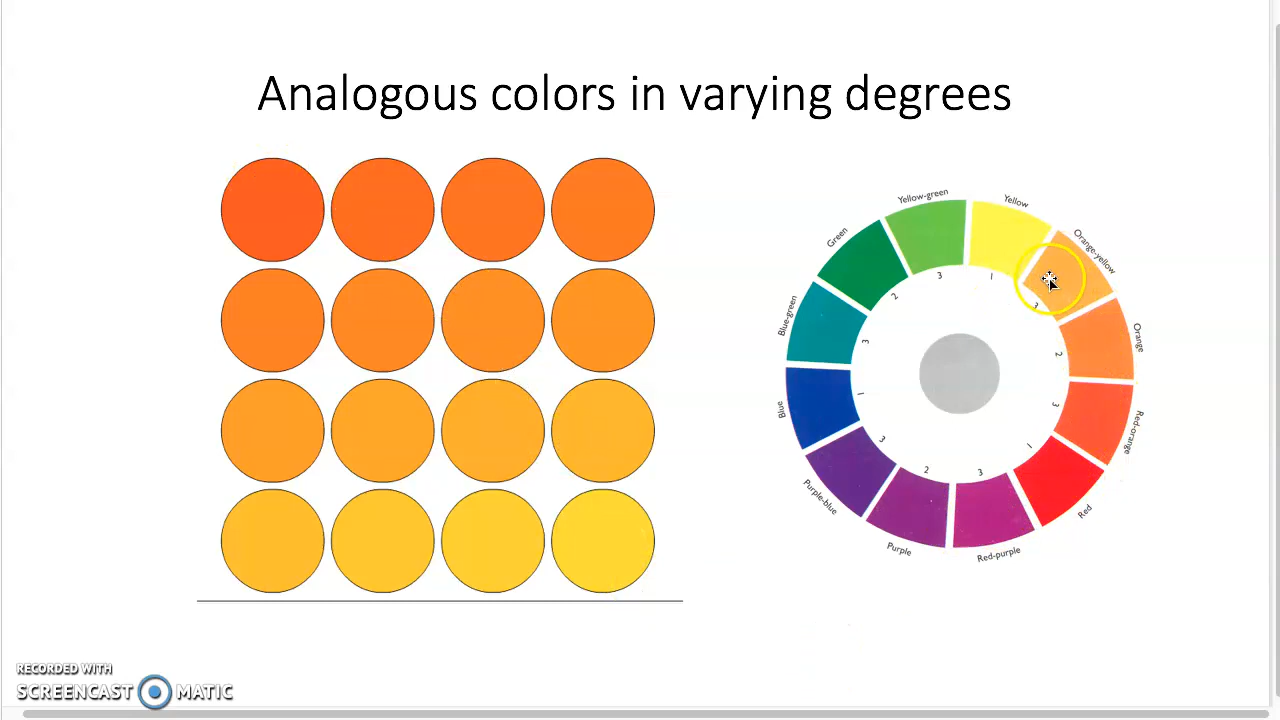 Analogous colors in varying degrees
Yellow-green
Yellow
Orange-yellow
Orange
Red-orange
Red
Red-purple
Purple
Purple-blue
Blue
Blue-green
Green
3
1
3
2
3
1
3
2
3
1
3
2
RECORDED WITH
SCREENCAST MATIC